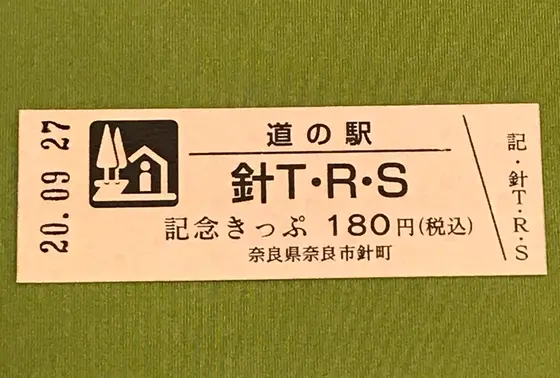 20.09 27
道の駅
針T・R・S
記念きっぷ 180円(税込)
奈良県奈良市針町
記・針T・R・S